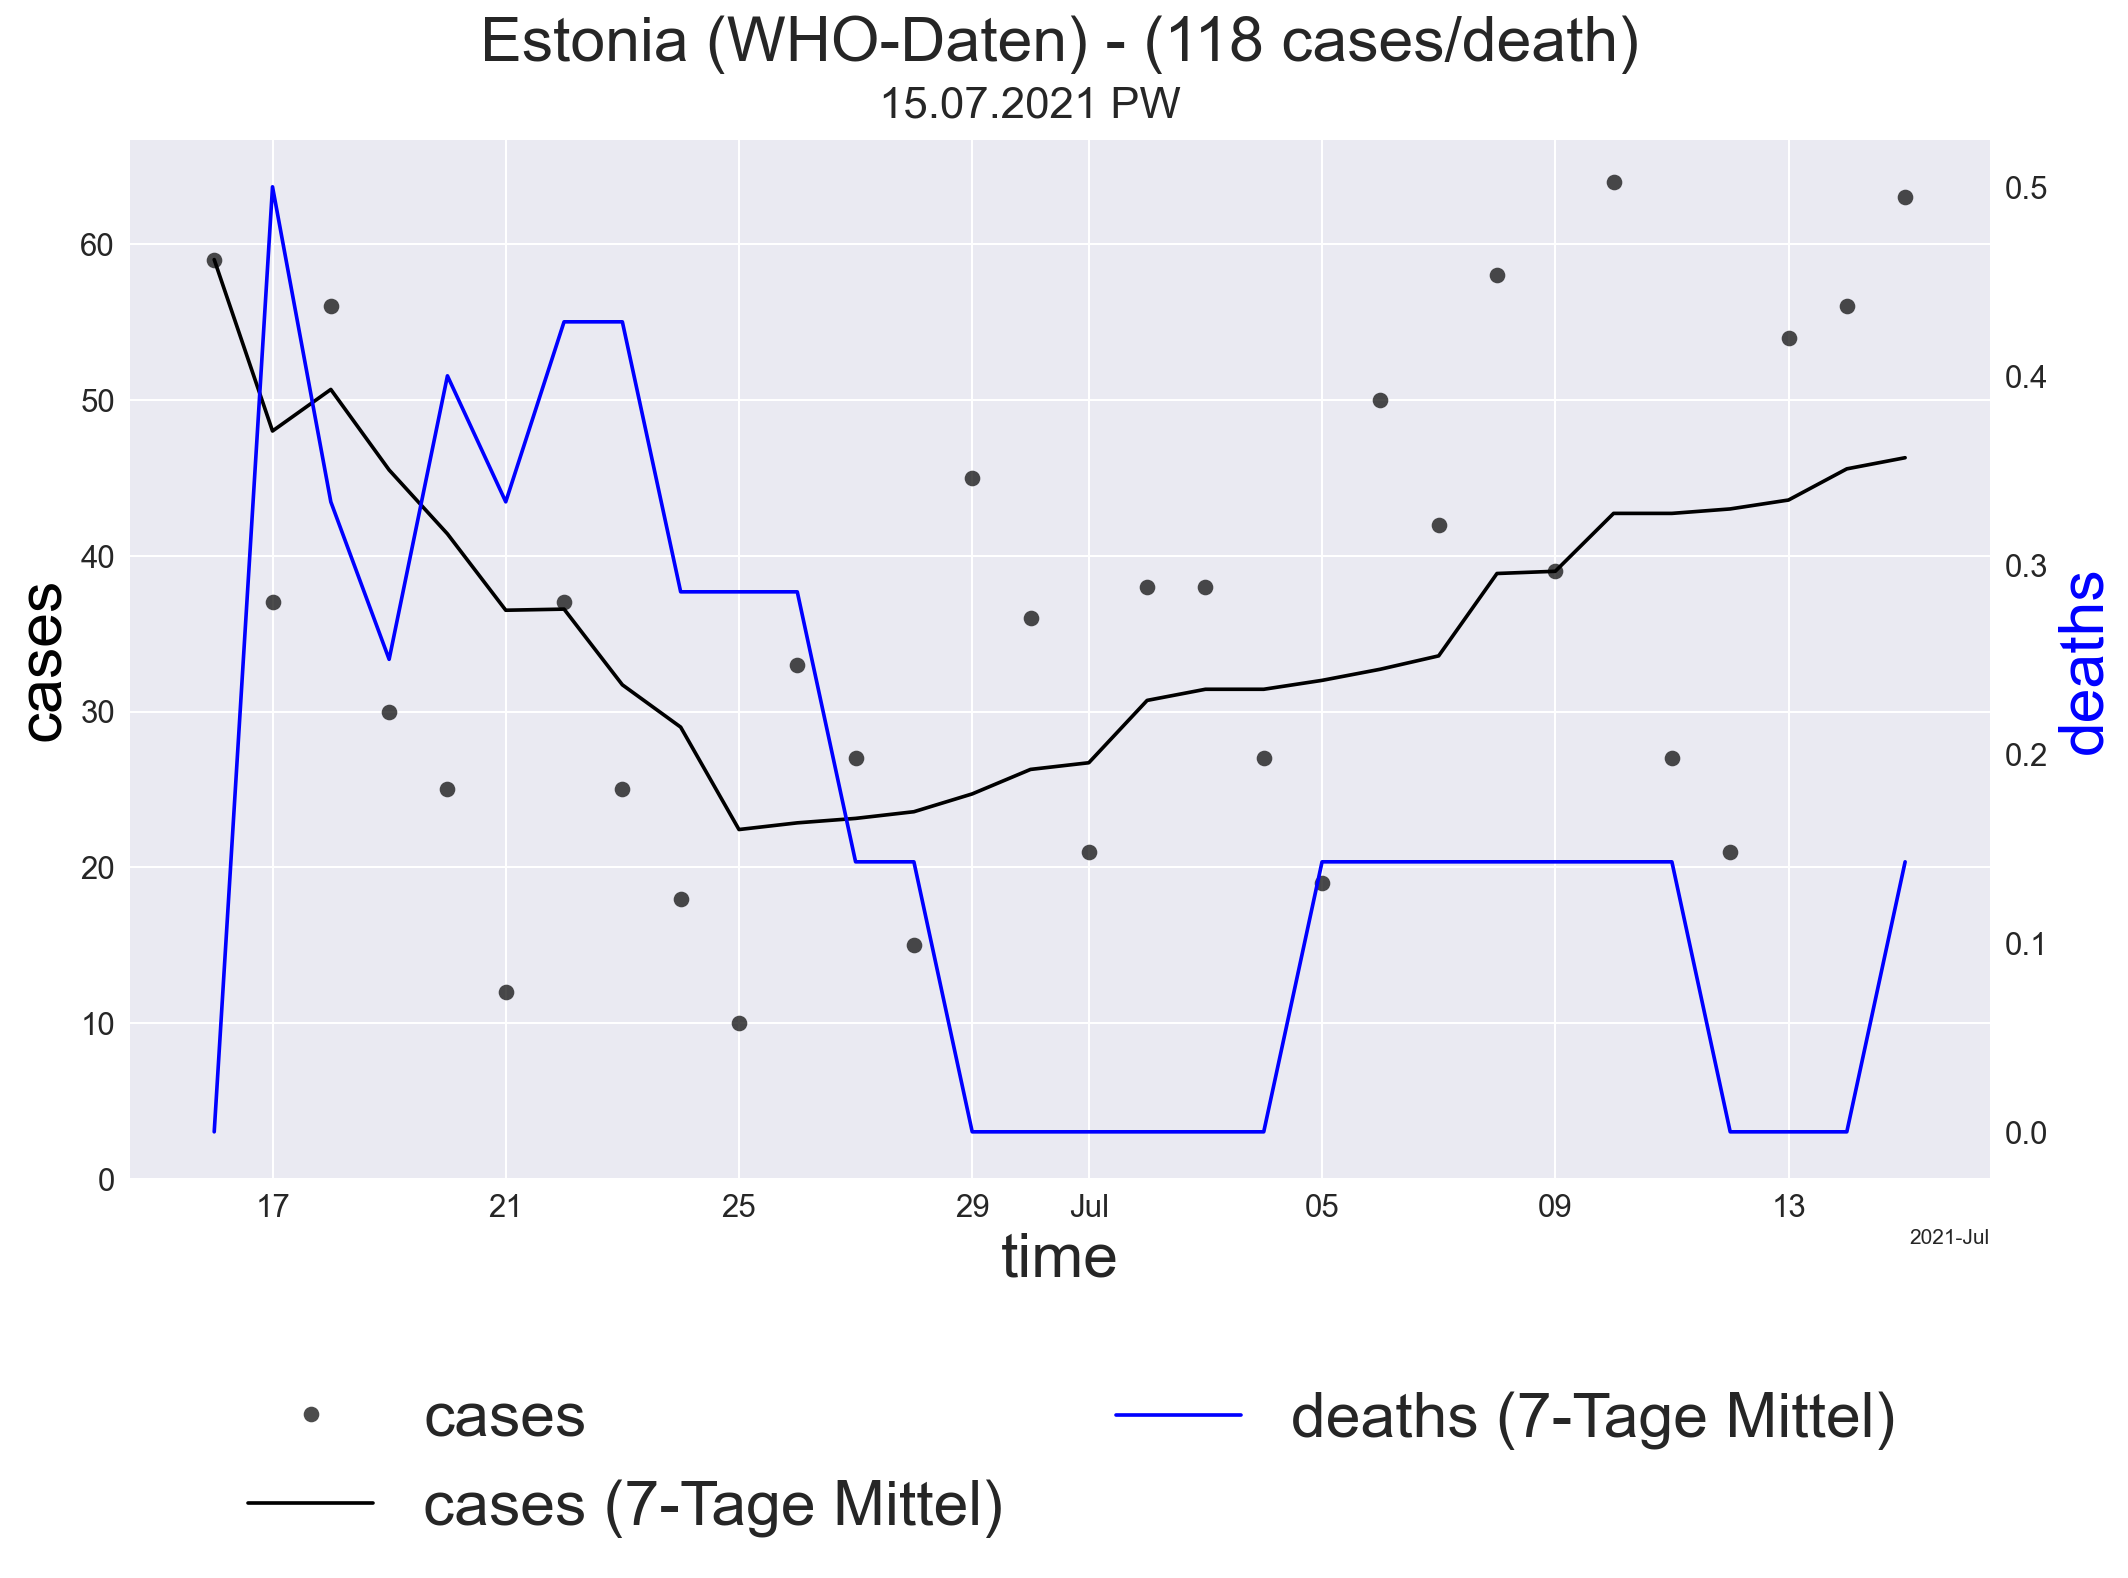 Estonia (WHO-Daten) - (118 cases/death)
15.07.2021 PW
60
50
40
30
20
10
0
cases
0.5
0.4
0.3
0.2
0.1
0.0
deaths
17 21 25 29 Jul 05 09 13
2021-Jul
time
cases
cases (7-Tage Mittel)
deaths (7-Tage Mittel)